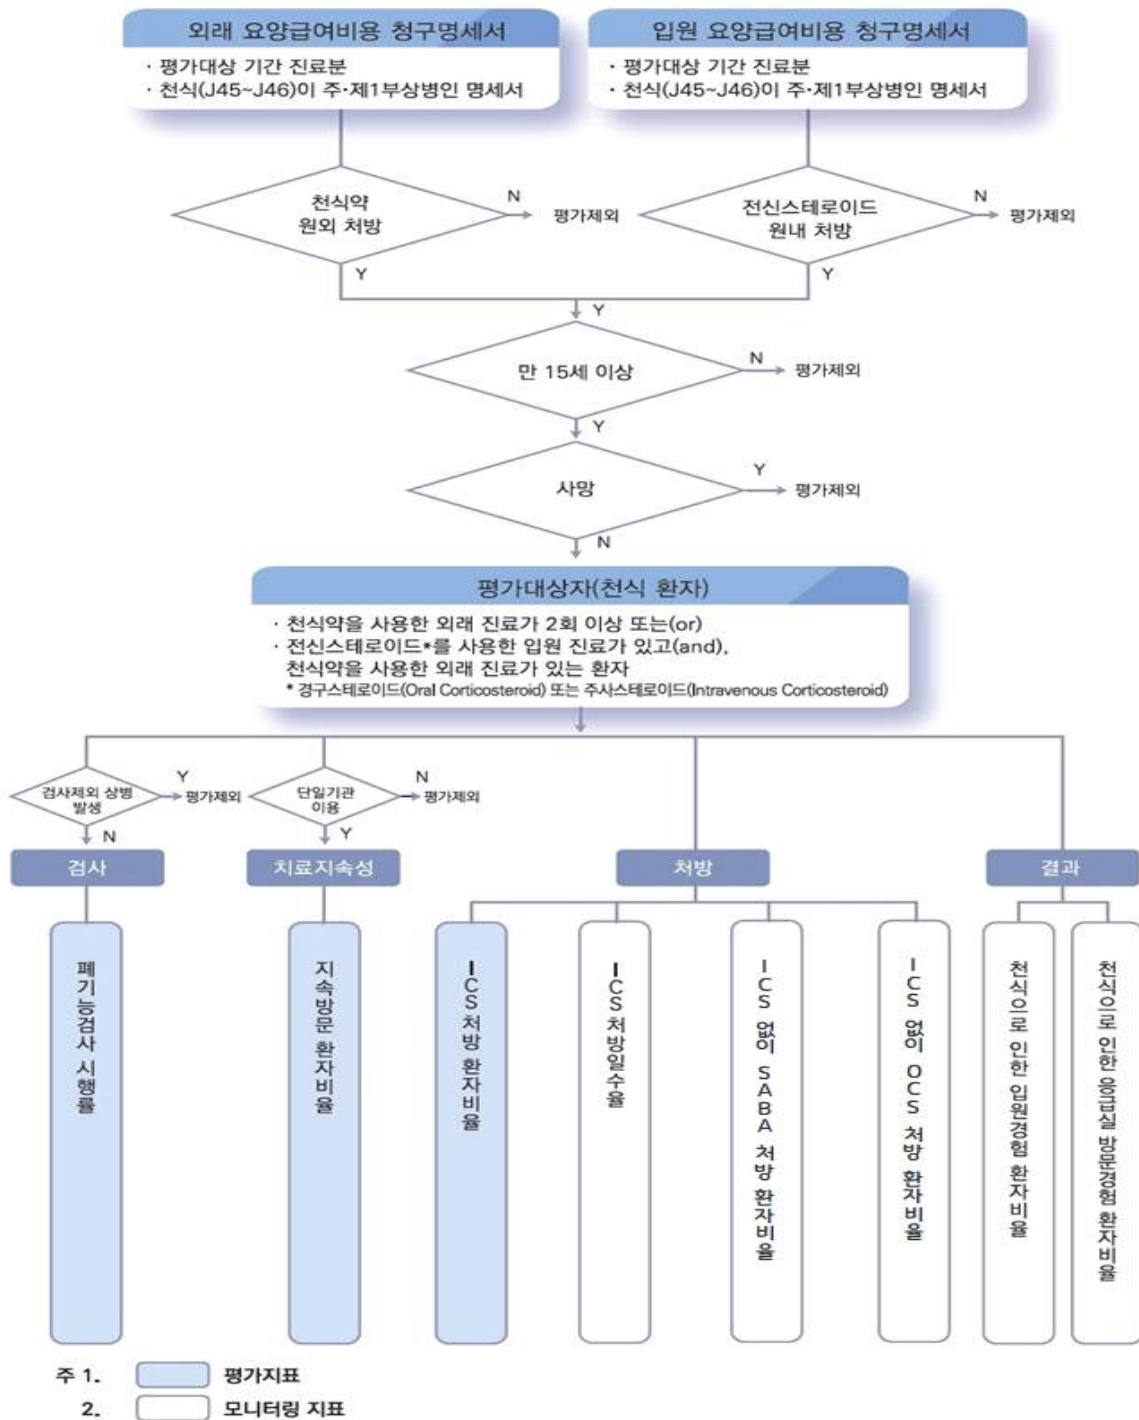 외래 요양급여비용 청구명세서
· 평가대상 기간 진료분
· 천식(J45~J46)이 주·제1부상병인 명세서
입원 요양급여비용 청구명세서
· 평가대상 기간 진료분
· 천식(J45~J46)이 주·제1부상병인 명세서
천식약
원외 처방
N
평가제외
Y
전신스테로이드
원내 처방
N
평가제외
Y
Y
만 15세 이상
N
평가제외
Y
사망
Y
평가제외
N
평가대상자(천식 환자)
· 천식약을 사용한 외래 진료가 2회 이상 또는(or)
· 전신스테로이드*를 사용한 입원 진료가 있고(and),
천식약을 사용한 외래 진료가 있는 환자
* 경구스테로이드(Oral Corticosteroid) 또는 주사스테로이드(Intravenous Corticosteroid)
검사제외 상병
발생
Y
평가제외
N
단일기관
이용
N
평가제외
Y
검사
치료지속성
처방
결과
폐기능검사 시행률
지속방문 환자비율
ICS 처방 환자비율
ICS 처방일수율
ICS 없이 SABA 처방 환자비율
ICS 없이 OCS 처방 환자비율
천식으로 인한 입원경험 환자비율
천식으로 인한 응급실 방문경험 환자비율
주 1. 평가지표
2. 모니터링 지표